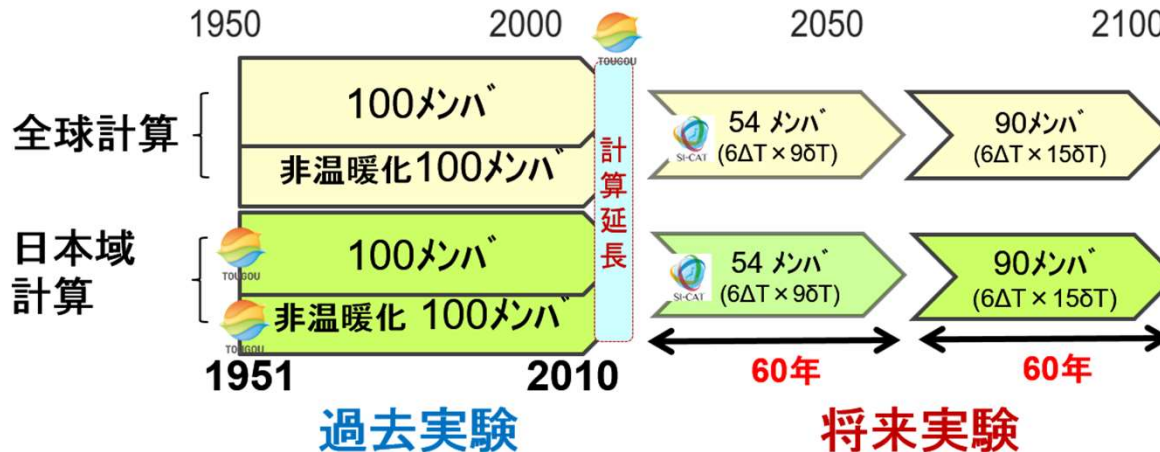 1950 2000 2050 2100
TOUGOU
全球計算
100ﾒﾝﾊﾞ
非温暖化100ﾒﾝﾊﾞ
計算延長
SI-CAT
54 ﾒﾝﾊﾞ
(6ΔT×9δT)
90ﾒﾝﾊﾞ
(6ΔT×15δT)
日本域
計算
TOUGOU
100ﾒﾝﾊﾞ
TOUGOU
非温暖化 100ﾒﾝﾊﾞ
SI-CAT
54 ﾒﾝﾊﾞ
(6ΔT×9δT)
90ﾒﾝﾊﾞ
(6ΔT×15δT)
1951 2010
60年 60年
過去実験 将来実験